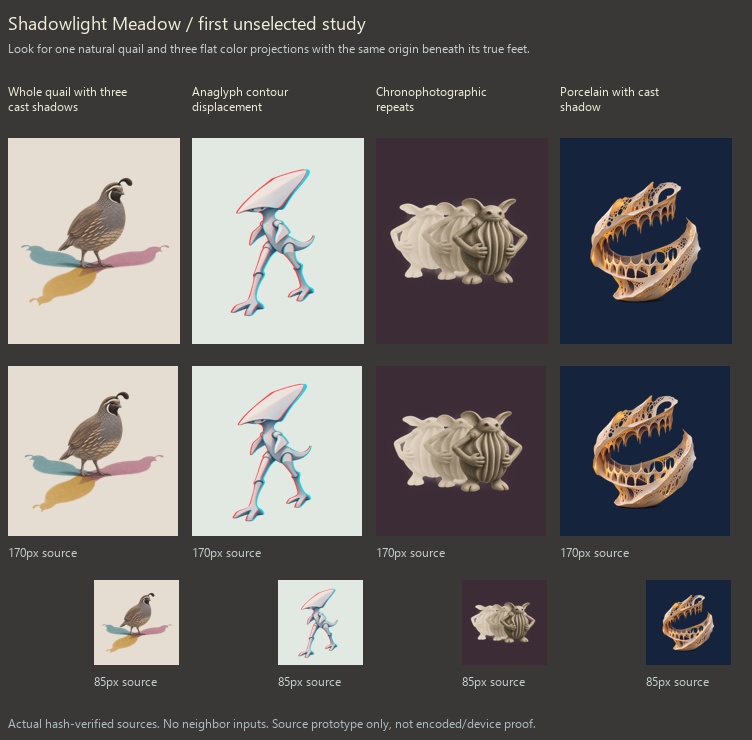 Shadowlight Meadow / first unselected study
Look for one natural quail and three flat color projections with the same origin beneath its true feet.
Whole quail with three
cast shadows
Anaglyph contour
displacement
Chronophotographic
repeats
Porcelain with cast
shadow
170px source
170px source
170px source
170px source
85px source
85px source
85px source
85px source
Actual hash-verified sources. No neighbor inputs. Source prototype only, not encoded/device proof.